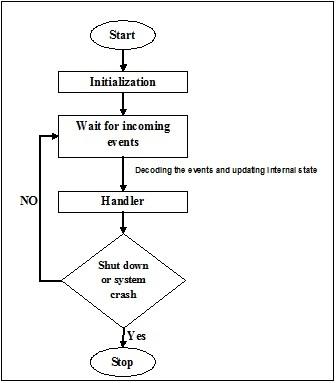 Start
Initialization
Wait for incoming
events
Decoding the events and updating internal state
NO
Handler
Shut down
or system
crash
Yes
Stop